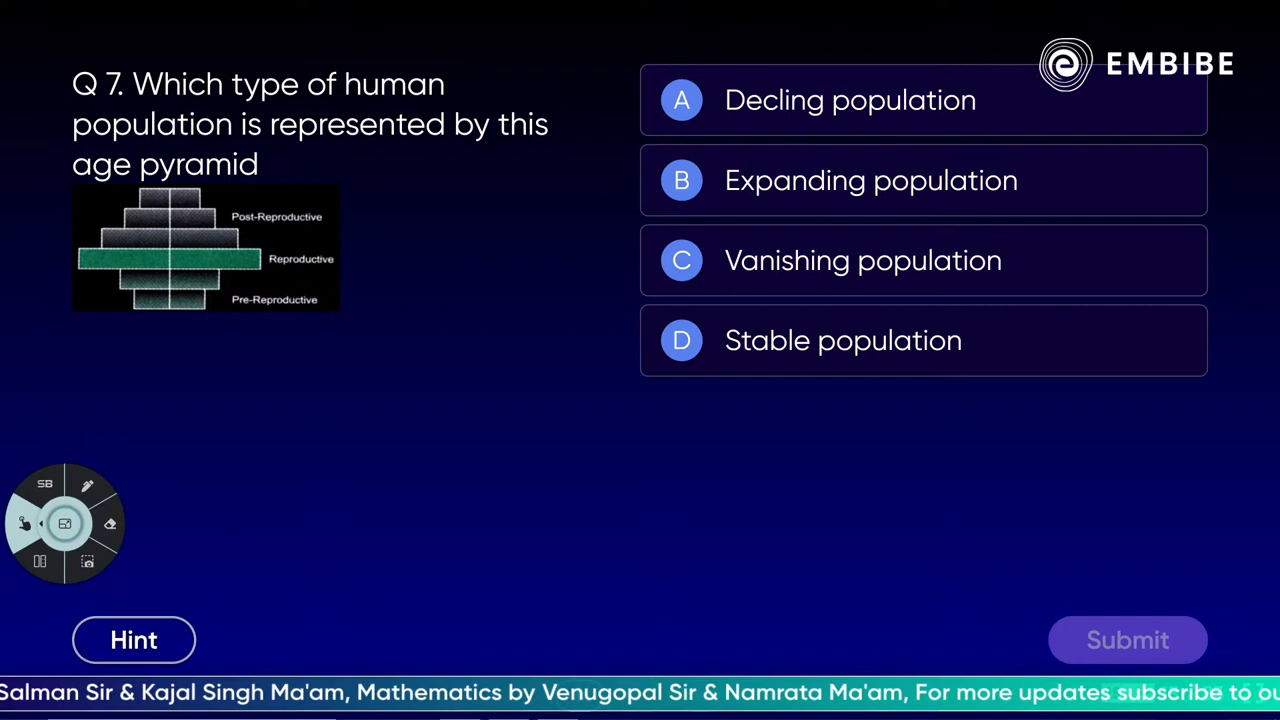 EMBIBE
Q 7. Which type of human
population is represented by this
age pyramid
Post-Reproductive
Reproductive
Pre-Reproductive
A Decling population
B Expanding population
C Vanishing population
D Stable population
SB
Hint
Submit
Salman Sir & Kajal Singh Ma'am, Mathematics by Venugopal Sir & Namrata Ma'am, For more updates subscribe to ou